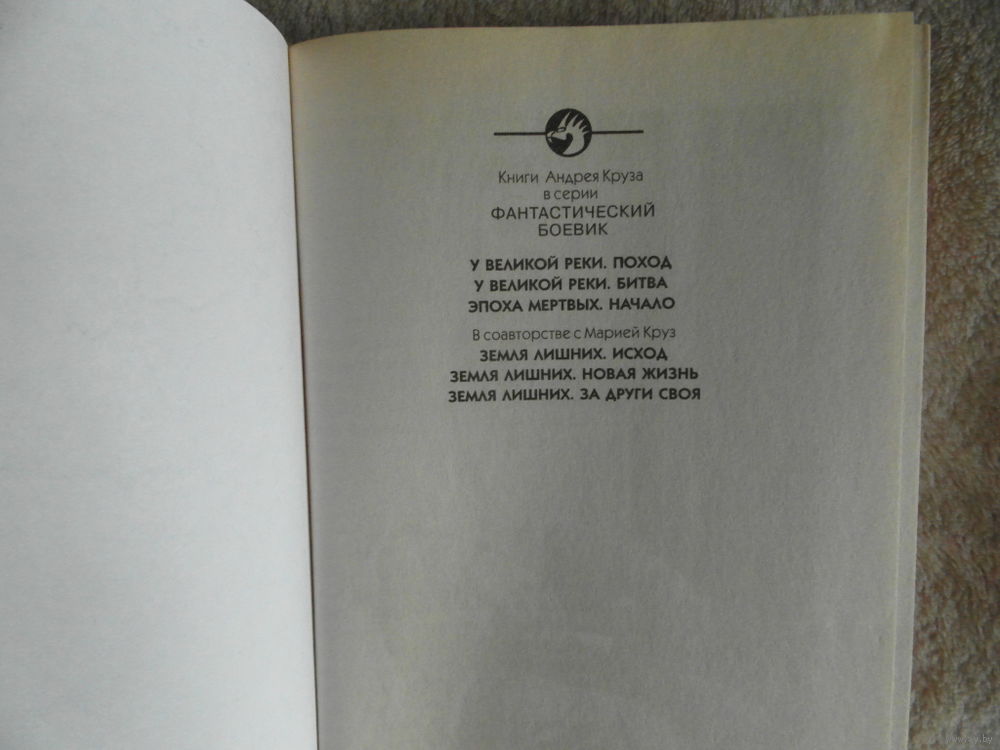 Книги Андрея Круза
в серии
ФАНТАСТИЧЕСКИЙ
БОЕВИК
У ВЕЛИКОЙ РЕКИ. ПОХОД
У ВЕЛИКОЙ РЕКИ. БИТВА
ЭПОХА МЕРТВЫХ. НАЧАЛО
В соавторстве с Марией Круз
ЗЕМЛЯ ЛИШНИХ. ИСХОД
ЗЕМЛЯ ЛИШНИХ. НОВАЯ ЖИЗНЬ
ЗЕМЛЯ ЛИШНИХ. ЗА ДРУГИ СВОЯ